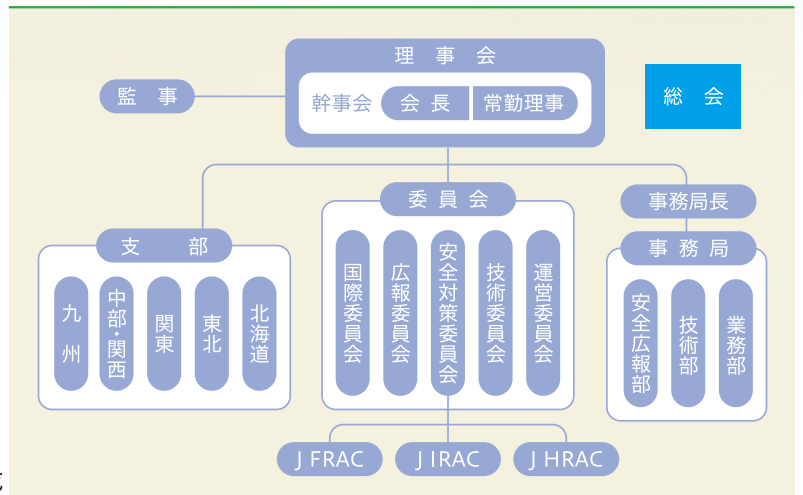 理事会
幹事会
会長
常勤理事
監事
総会
委員会
事務局長
支部
事務局
九州
中部・関西
関東
東北
北海道
国際委員会
広報委員会
安全対策委員会
技術委員会
運営委員会
安全広報部
技術部
業務部
JFRAC
JIRAC
JHRAC